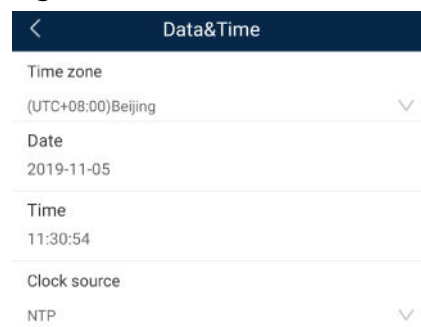 Data&Time
Time zone
(UTC+08:00)Beijing
Date
2019-11-05
Time
11:30:54
Clock source
NTP